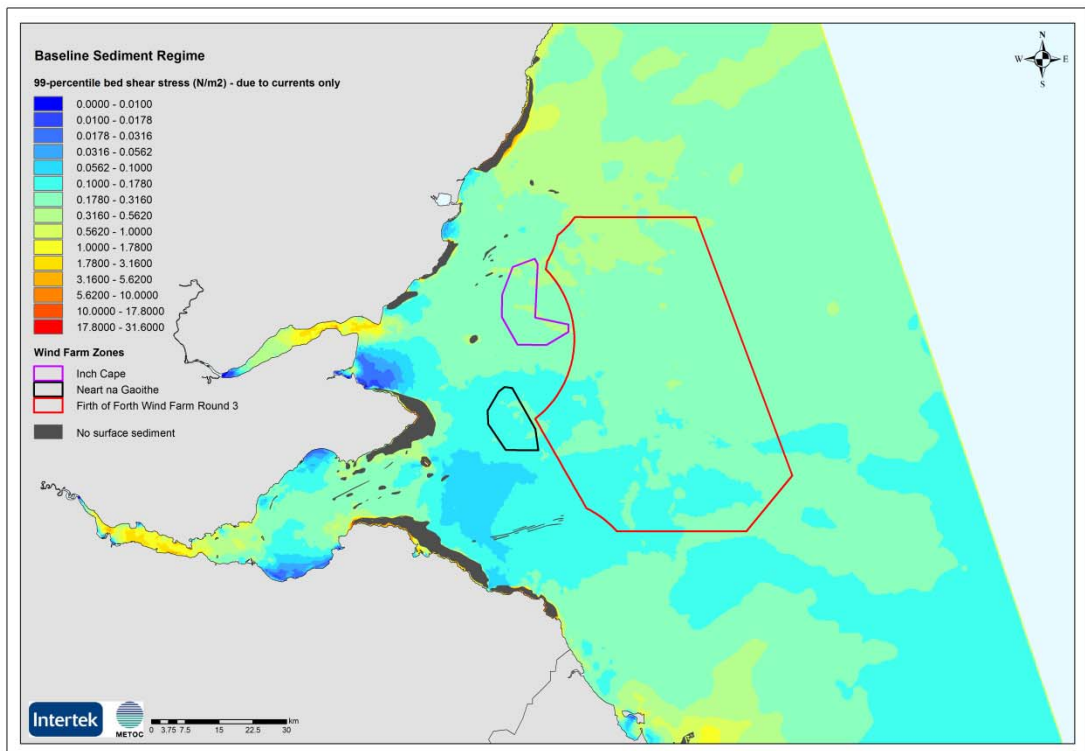 Baseline Sediment Regime
99-percentile bed shear stress (N/m2) - due to currents only
0.0000 - 0.0100
0.0100 - 0.0178
0.0178 - 0.0316
0.0316 - 0.0562
0.0562 - 0.1000
0.1000 - 0.1780
0.1780 - 0.3160
0.3160 - 0.5620
0.5620 - 1.0000
1.0000 - 1.7800
1.7800 - 3.1600
3.1600 - 5.6200
5.6200 - 10.0000
10.0000 - 17.8000
17.8000 - 31.6000
Wind Farm Zones
Inch Cape
Neart na Gaoithe
Firth of Forth Wind Farm Round 3
No surface sediment
N
W E
S
Intertek
METOC
km
0 3.75 7.5 15 22.5 30